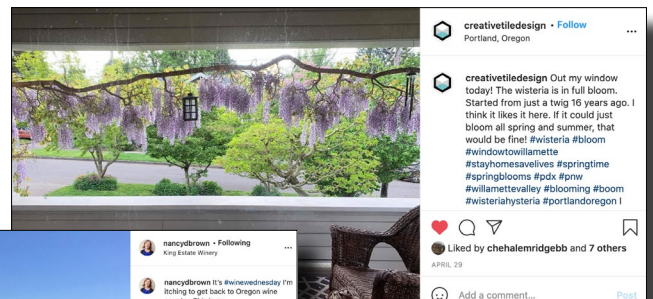 creativetiledesign • Follow
Portland, Oregon
creativetiledesign Out my window
today! The wisteria is in full bloom.
Started from just a twig 16 years ago. I
think it likes it here. If it could just
bloom all spring and summer, that
would be fine! #wisteria #bloom
#windowtowillamette
#stayhomesavelives #springtime
#springblooms #pdx #pnw
#willamettevalley #blooming #boom
#wisteriahysteria #portlandoregon I
Liked by chehalemridgebb and 7 others
APRIL 29
Add a comment... Post
nancydbrown • Following
King Estate Winery
nancydbrown It's #winewednesday I'm
itching to get back to Oregon wine